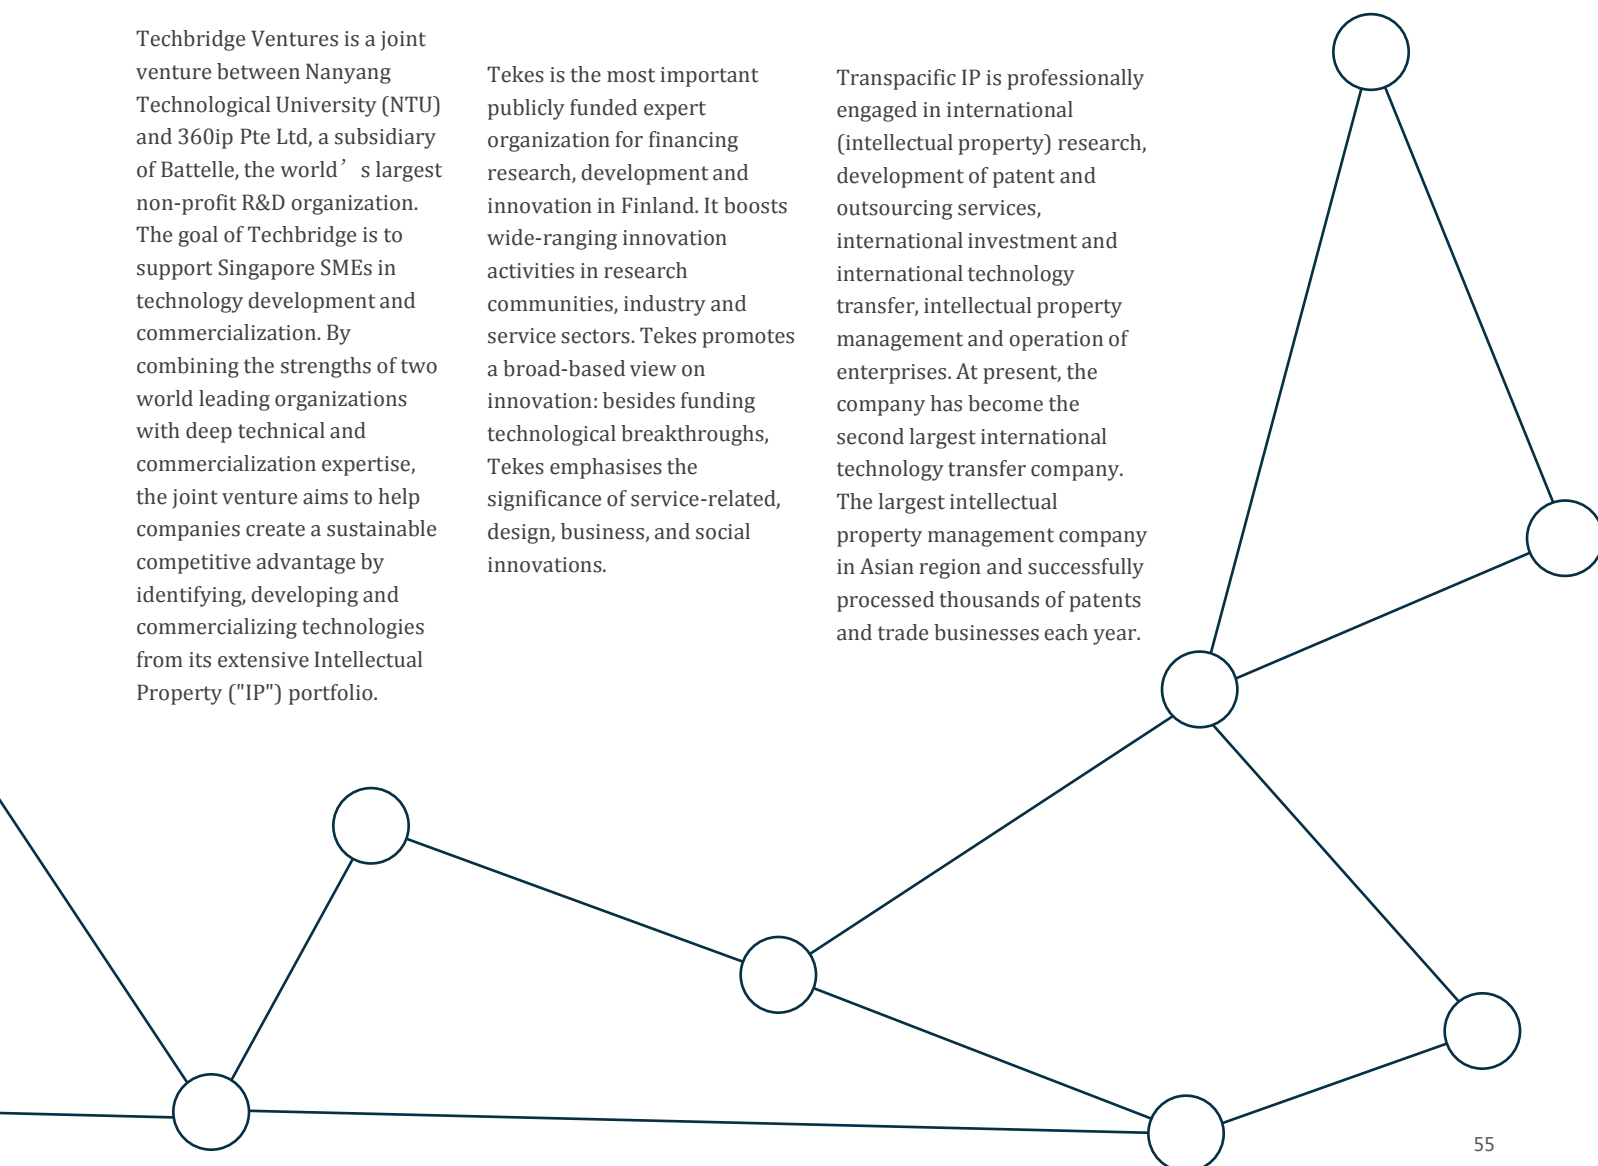 Techbridge Ventures is a joint
venture between Nanyang
Technological University (NTU)
and 360ip Pte Ltd, a subsidiary
of Battelle, the world’s largest
non-profit R&D organization.
The goal of Techbridge is to
support Singapore SMEs in
technology development and
commercialization. By
combining the strengths of two
world leading organizations
with deep technical and
commercialization expertise,
the joint venture aims to help
companies create a sustainable
competitive advantage by
identifying, developing and
commercializing technologies
from its extensive Intellectual
Property ("IP") portfolio.
Tekes is the most important
publicly funded expert
organization for financing
research, development and
innovation in Finland. It boosts
wide-ranging innovation
activities in research
communities, industry and
service sectors. Tekes promotes
a broad-based view on
innovation: besides funding
technological breakthroughs,
Tekes emphasises the
significance of service-related,
design, business, and social
innovations.
Transpacific IP is professionally
engaged in international
(intellectual property) research,
development of patent and
outsourcing services,
international investment and
international technology
transfer, intellectual property
management and operation of
enterprises. At present, the
company has become the
second largest international
technology transfer company.
The largest intellectual
property management company
in Asian region and successfully
processed thousands of patents
and trade businesses each year.
55